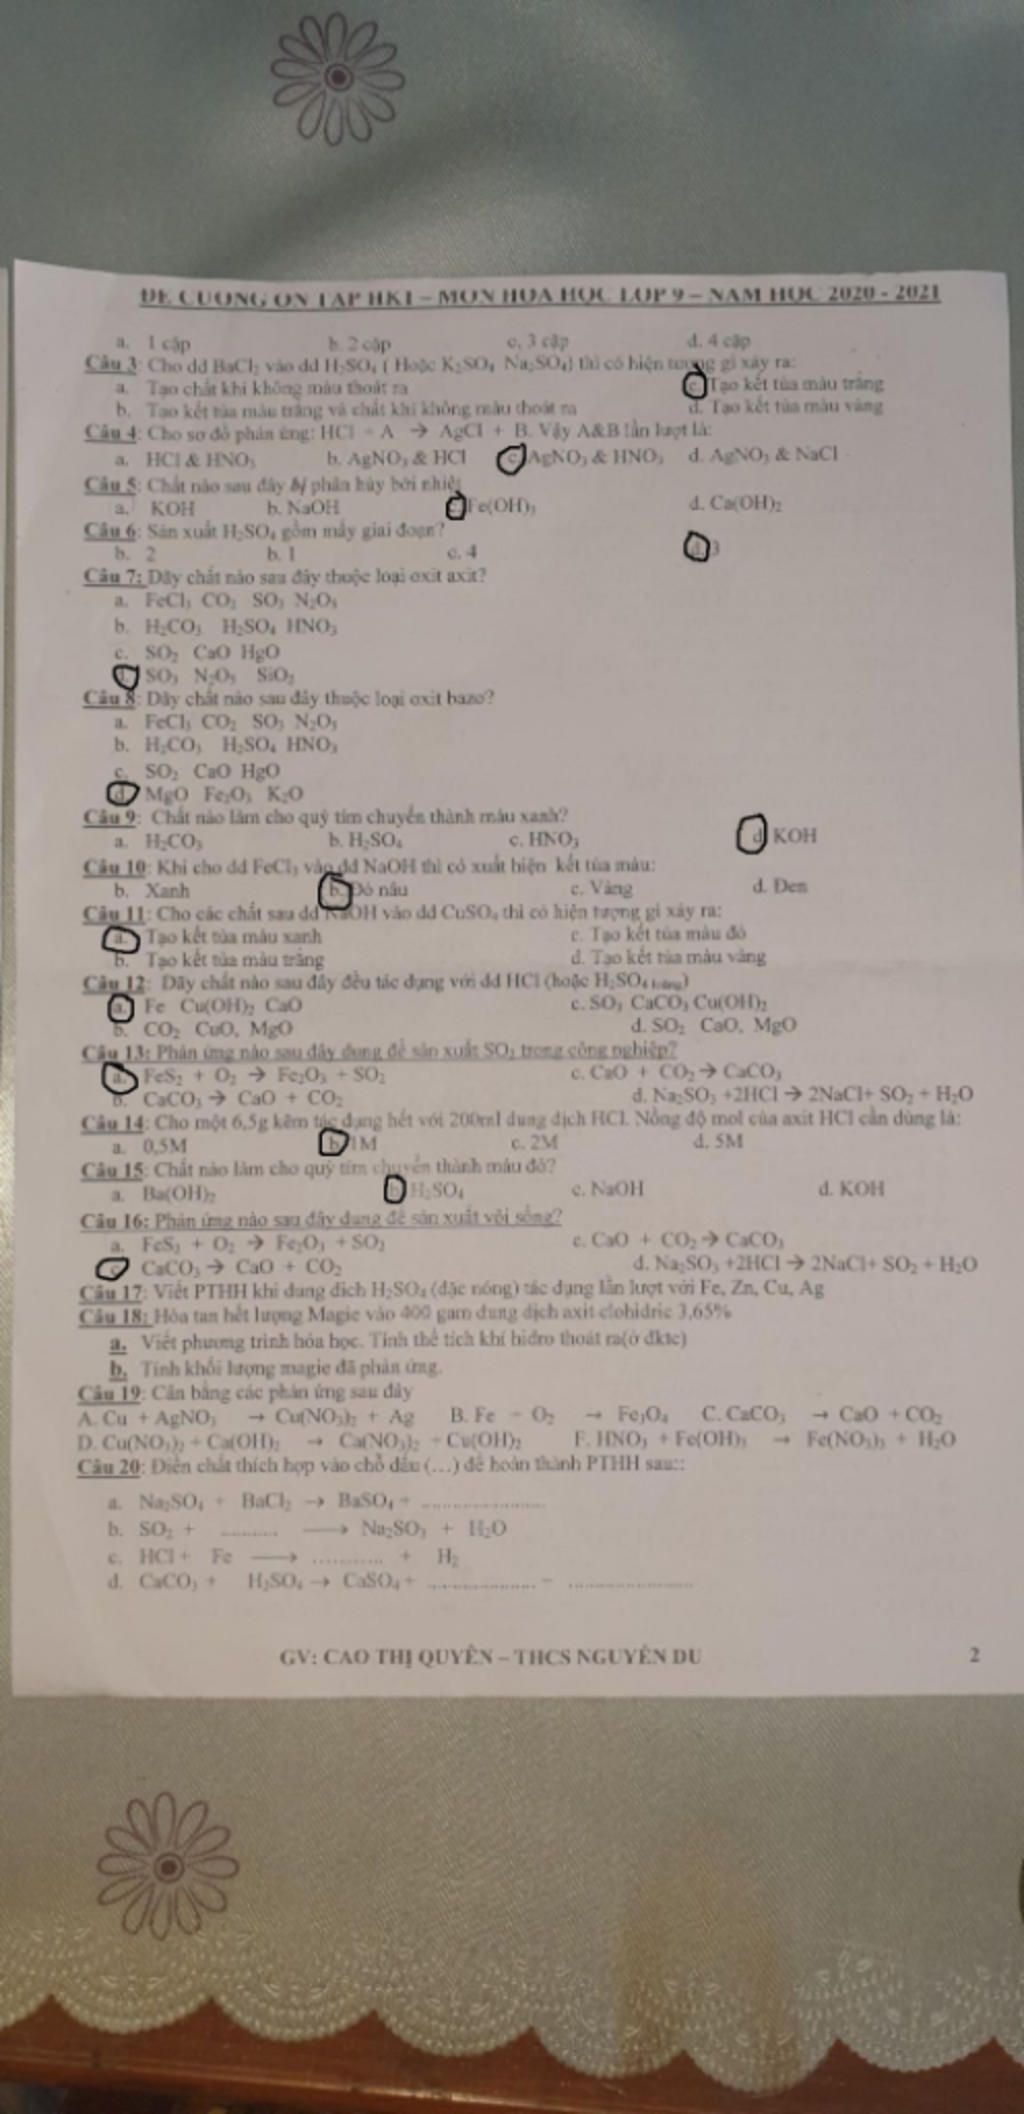 ĐỀ CƯƠNG ÔN TẬP HKI – MÔN HÓA HỌC LỚP 9 – NĂM HỌC 2020 - 2021
a. 1 cặp b. 2 cặp c. 3 cặp d. 4 cặp
Câu 3: Cho dd BaCl₂ vào dd H₂SO₄ ( Hoặc K₂SO₄ Na₂SO₄) thì có hiện tượng gì xảy ra:
a. Tạo chất khí không màu thoát ra c. Tạo kết tủa màu trắng
b. Tạo kết tủa màu trắng và chất khí không màu thoát ra d. Tạo kết tủa màu vàng
Câu 4: Cho sơ đồ phản ứng: HCl + A → AgCl + B. Vậy A&B lần lượt là:
a. HCl & HNO₃ b. AgNO₃ & HCl c. AgNO₃ & HNO₃ d. AgNO₃ & NaCl
Câu 5: Chất nào sau đây bị phân hủy bởi nhiệt
a. KOH b. NaOH c. Fe(OH)₃ d. Ca(OH)₂
Câu 6: Sản xuất H₂SO₄ gồm mấy giai đoạn?
b. 2 b. 1 c. 4 d. 3
Câu 7: Dãy chất nào sau đây thuộc loại oxit axit?
a. FeCl₃ CO₂ SO₃ N₂O₅
b. H₂CO₃ H₂SO₄ HNO₃
c. SO₂ CaO HgO
d. SO₃ N₂O₅ SiO₂
Câu 8: Dãy chất nào sau đây thuộc loại oxit bazo?
a. FeCl₃ CO₂ SO₃ N₂O₅
b. H₂CO₃ H₂SO₄ HNO₃
c. SO₂ CaO HgO
d. MgO Fe₂O₃ K₂O
Câu 9: Chất nào làm cho quỳ tím chuyển thành màu xanh?
a. H₂CO₃ b. H₂SO₄ c. HNO₃ d. KOH
Câu 10: Khi cho dd FeCl₃ vào dd NaOH thì có xuất hiện kết tủa màu:
b. Xanh b. Đỏ nâu c. Vàng d. Đen
Câu 11: Cho các chất sau dd NaOH vào dd CuSO₄ thì có hiện tượng gì xảy ra:
a. Tạo kết tủa màu xanh c. Tạo kết tủa màu đỏ
b. Tạo kết tủa màu trắng d. Tạo kết tủa màu vàng
Câu 12: Dãy chất nào sau đây đều tác dụng với dd HCl (hoặc H₂SO₄ loãng)
a. Fe Cu(OH)₂ CaO c. SO₃ CaCO₃ Cu(OH)₂
b. CO₂ CuO, MgO d. SO₂ CaO, MgO
Câu 13: Phản ứng nào sau đây dung để sản xuất SO₂ trong công nghiệp?
a. FeS₂ + O₂ → Fe₂O₃ + SO₂ c. CaO + CO₂ → CaCO₃
b. CaCO₃ → CaO + CO₂ d. Na₂SO₃ +2HCl → 2NaCl+ SO₂ + H₂O
Câu 14: Cho một 6,5g kẽm tác dụng hết với 200ml dung dịch HCl. Nồng độ mol của axit HCl cần dùng là:
a. 0,5M b. 1M c. 2M d. 5M
Câu 15: Chất nào làm cho quỳ tím chuyển thành màu đỏ?
a. Ba(OH)₂ b. H₂SO₄ c. NaOH d. KOH
Câu 16: Phản ứng nào sau đây dung để sản xuất vôi sống?
a. FeS₂ + O₂ → Fe₂O₃ + SO₂ c. CaO + CO₂ → CaCO₃
CaCO₃ → CaO + CO₂ d. Na₂SO₃ +2HCl → 2NaCl+ SO₂ + H₂O
Câu 17: Viết PTHH khi dung dich H₂SO₄ (đặc nóng) tác dụng lần lượt với Fe, Zn, Cu, Ag
Câu 18: Hòa tan hết lượng Magie vào 400 gam dung dịch axit clohidric 3,65%
a. Viết phương trình hóa học. Tính thể tích khí hiđro thoát ra(ở đktc)
b. Tính khối lượng magie đã phản ứng.
Câu 19: Cân bằng các phản ứng sau đây
A. Cu + AgNO₃ → Cu(NO₃)₂ + Ag B. Fe + O₂ → Fe₃O₄ C. CaCO₃ → CaO + CO₂
D. Cu(NO₃)₂ + Ca(OH)₂ → Ca(NO₃)₂ + Cu(OH)₂ F. HNO₃ + Fe(OH)₃ → Fe(NO₃)₃ + H₂O
Câu 20: Điền chất thích hợp vào chỗ dấu (…) để hoàn thành PTHH sau::
a. Na₂SO₄ + BaCl₂ → BaSO₄ + ....................
b. SO₂ + .......... → Na₂SO₃ + H₂O
c. HCl + Fe → ............ + H₂
d. CaCO₃ + H₂SO₄ → CaSO₄ + .................. + ....................
GV: CAO THỊ QUYÊN – THCS NGUYỄN DU 2